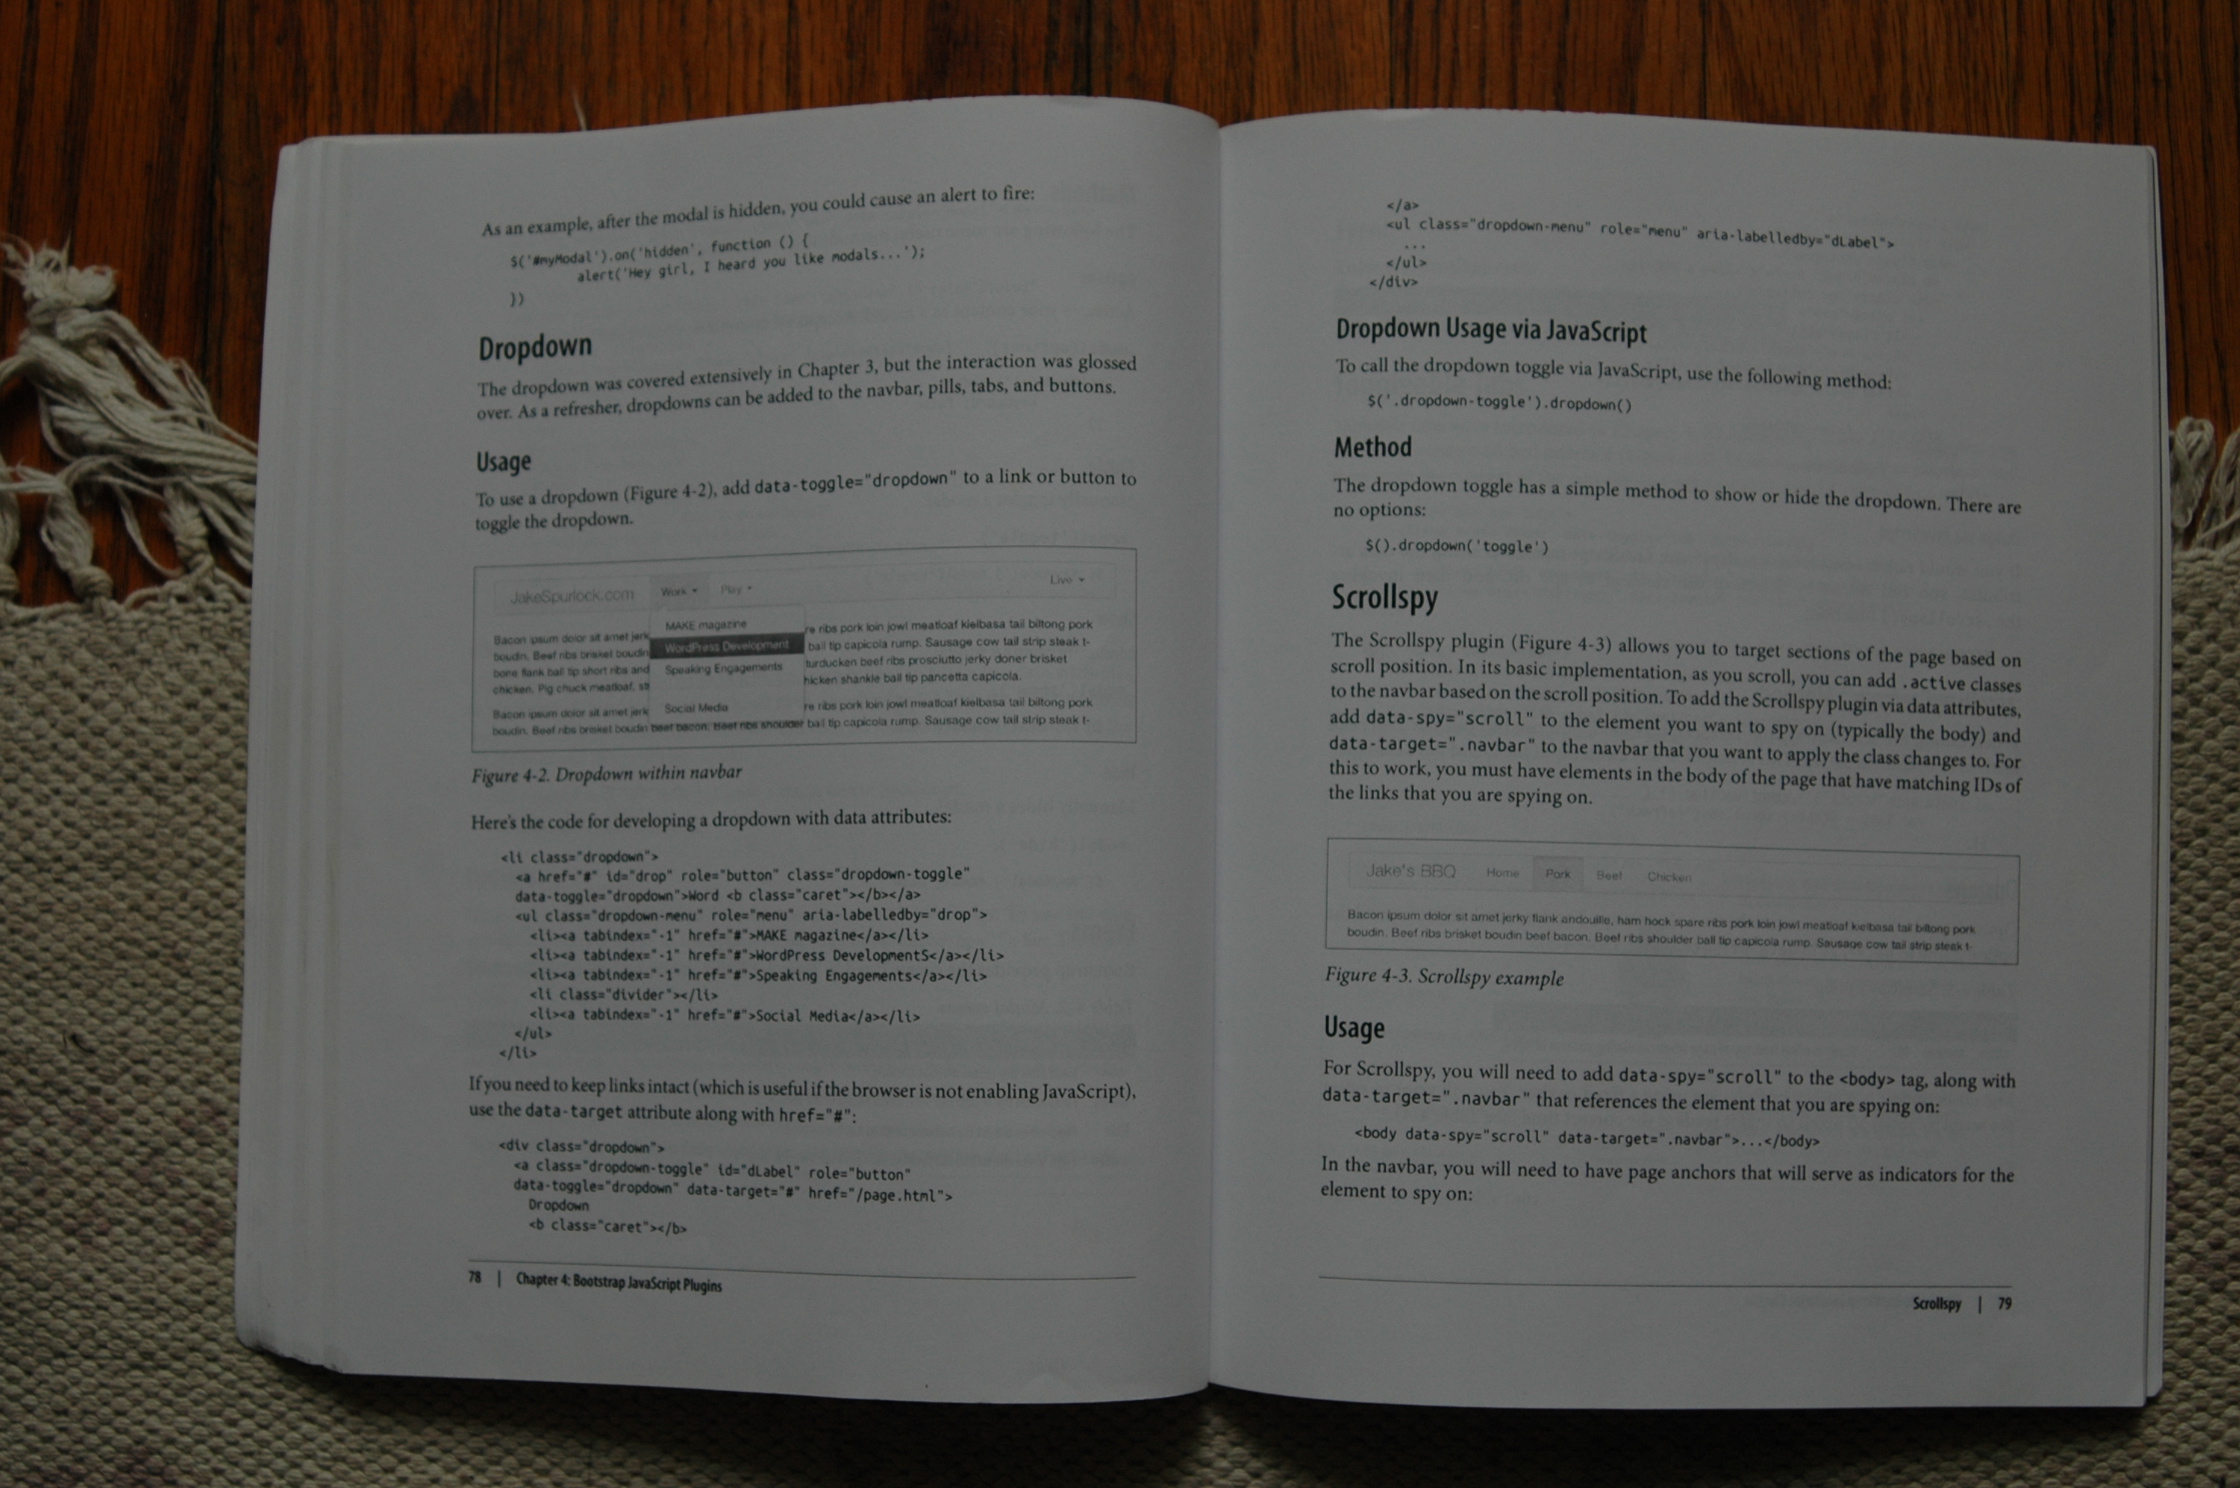 As an example, after the modal is hidden, you could cause an alert to fire:
$('#myModal').on('hidden', function () {
alert('Hey girl, I heard you like modals...');
})
Dropdown
The dropdown was covered extensively in Chapter 3, but the interaction was glossed
over. As a refresher, dropdowns can be added to the navbar, pills, tabs, and buttons.
Usage
To use a dropdown (Figure 4-2), add data-toggle="dropdown" to a link or button to
toggle the dropdown.
JakeSpurlock.com Work Play Live
MAKE magazine
WordPress Development
Speaking Engagements
Social Media
Bacon ipsum dolor sit amet jerk re ribs pork loin jowl meatloaf kielbasa tail biltong pork
boudin. Beef ribs brisket boudin ball tip capicola rump. Sausage cow tail strip steak t-
bone flank ball tip short ribs and turducken beef ribs prosciutto jerky doner brisket
chicken. Pig chuck meatloaf, st hicken shankle ball tip pancetta capicola.
Bacon ipsum dolor sit amet jerk re ribs pork loin jowl meatloaf kielbasa tail biltong pork
boudin. Beef ribs brisket boudin beef bacon. Beef ribs shoulder ball tip capicola rump. Sausage cow tail strip steak t-
Figure 4-2. Dropdown within navbar
Here's the code for developing a dropdown with data attributes:
<li class="dropdown">
<a href="#" id="drop" role="button" class="dropdown-toggle"
data-toggle="dropdown">Word <b class="caret"></b></a>
<ul class="dropdown-menu" role="menu" aria-labelledby="drop">
<li><a tabindex="-1" href="#">MAKE magazine</a></li>
<li><a tabindex="-1" href="#">WordPress DevelopmentS</a></li>
<li><a tabindex="-1" href="#">Speaking Engagements</a></li>
<li class="divider"></li>
<li><a tabindex="-1" href="#">Social Media</a></li>
</ul>
</li>
If you need to keep links intact (which is useful if the browser is not enabling JavaScript),
use the data-target attribute along with href="#":
<div class="dropdown">
<a class="dropdown-toggle" id="dLabel" role="button"
data-toggle="dropdown" data-target="#" href="/page.html">
Dropdown
<b class="caret"></b>
78 | Chapter 4: Bootstrap JavaScript Plugins
</a>
<ul class="dropdown-menu" role="menu" aria-labelledby="dLabel">
...
</ul>
</div>
Dropdown Usage via JavaScript
To call the dropdown toggle via JavaScript, use the following method:
$('.dropdown-toggle').dropdown()
Method
The dropdown toggle has a simple method to show or hide the dropdown. There are
no options:
$().dropdown('toggle')
Scrollspy
The Scrollspy plugin (Figure 4-3) allows you to target sections of the page based on
scroll position. In its basic implementation, as you scroll, you can add .active classes
to the navbar based on the scroll position. To add the Scrollspy plugin via data attributes,
add data-spy="scroll" to the element you want to spy on (typically the body) and
data-target=".navbar" to the navbar that you want to apply the class changes to. For
this to work, you must have elements in the body of the page that have matching IDs of
the links that you are spying on.
Jake's BBQ Home Pork Beef Chicken
Bacon ipsum dolor sit amet jerky flank andouille, ham hock spare ribs pork loin jowl meatloaf kielbasa tail biltong pork
boudin. Beef ribs brisket boudin beef bacon. Beef ribs shoulder ball tip capicola rump. Sausage cow tail strip steak t-
Figure 4-3. Scrollspy example
Usage
For Scrollspy, you will need to add data-spy="scroll" to the <body> tag, along with
data-target=".navbar" that references the element that you are spying on:
<body data-spy="scroll" data-target=".navbar">...</body>
In the navbar, you will need to have page anchors that will serve as indicators for the
element to spy on:
Scrollspy | 79